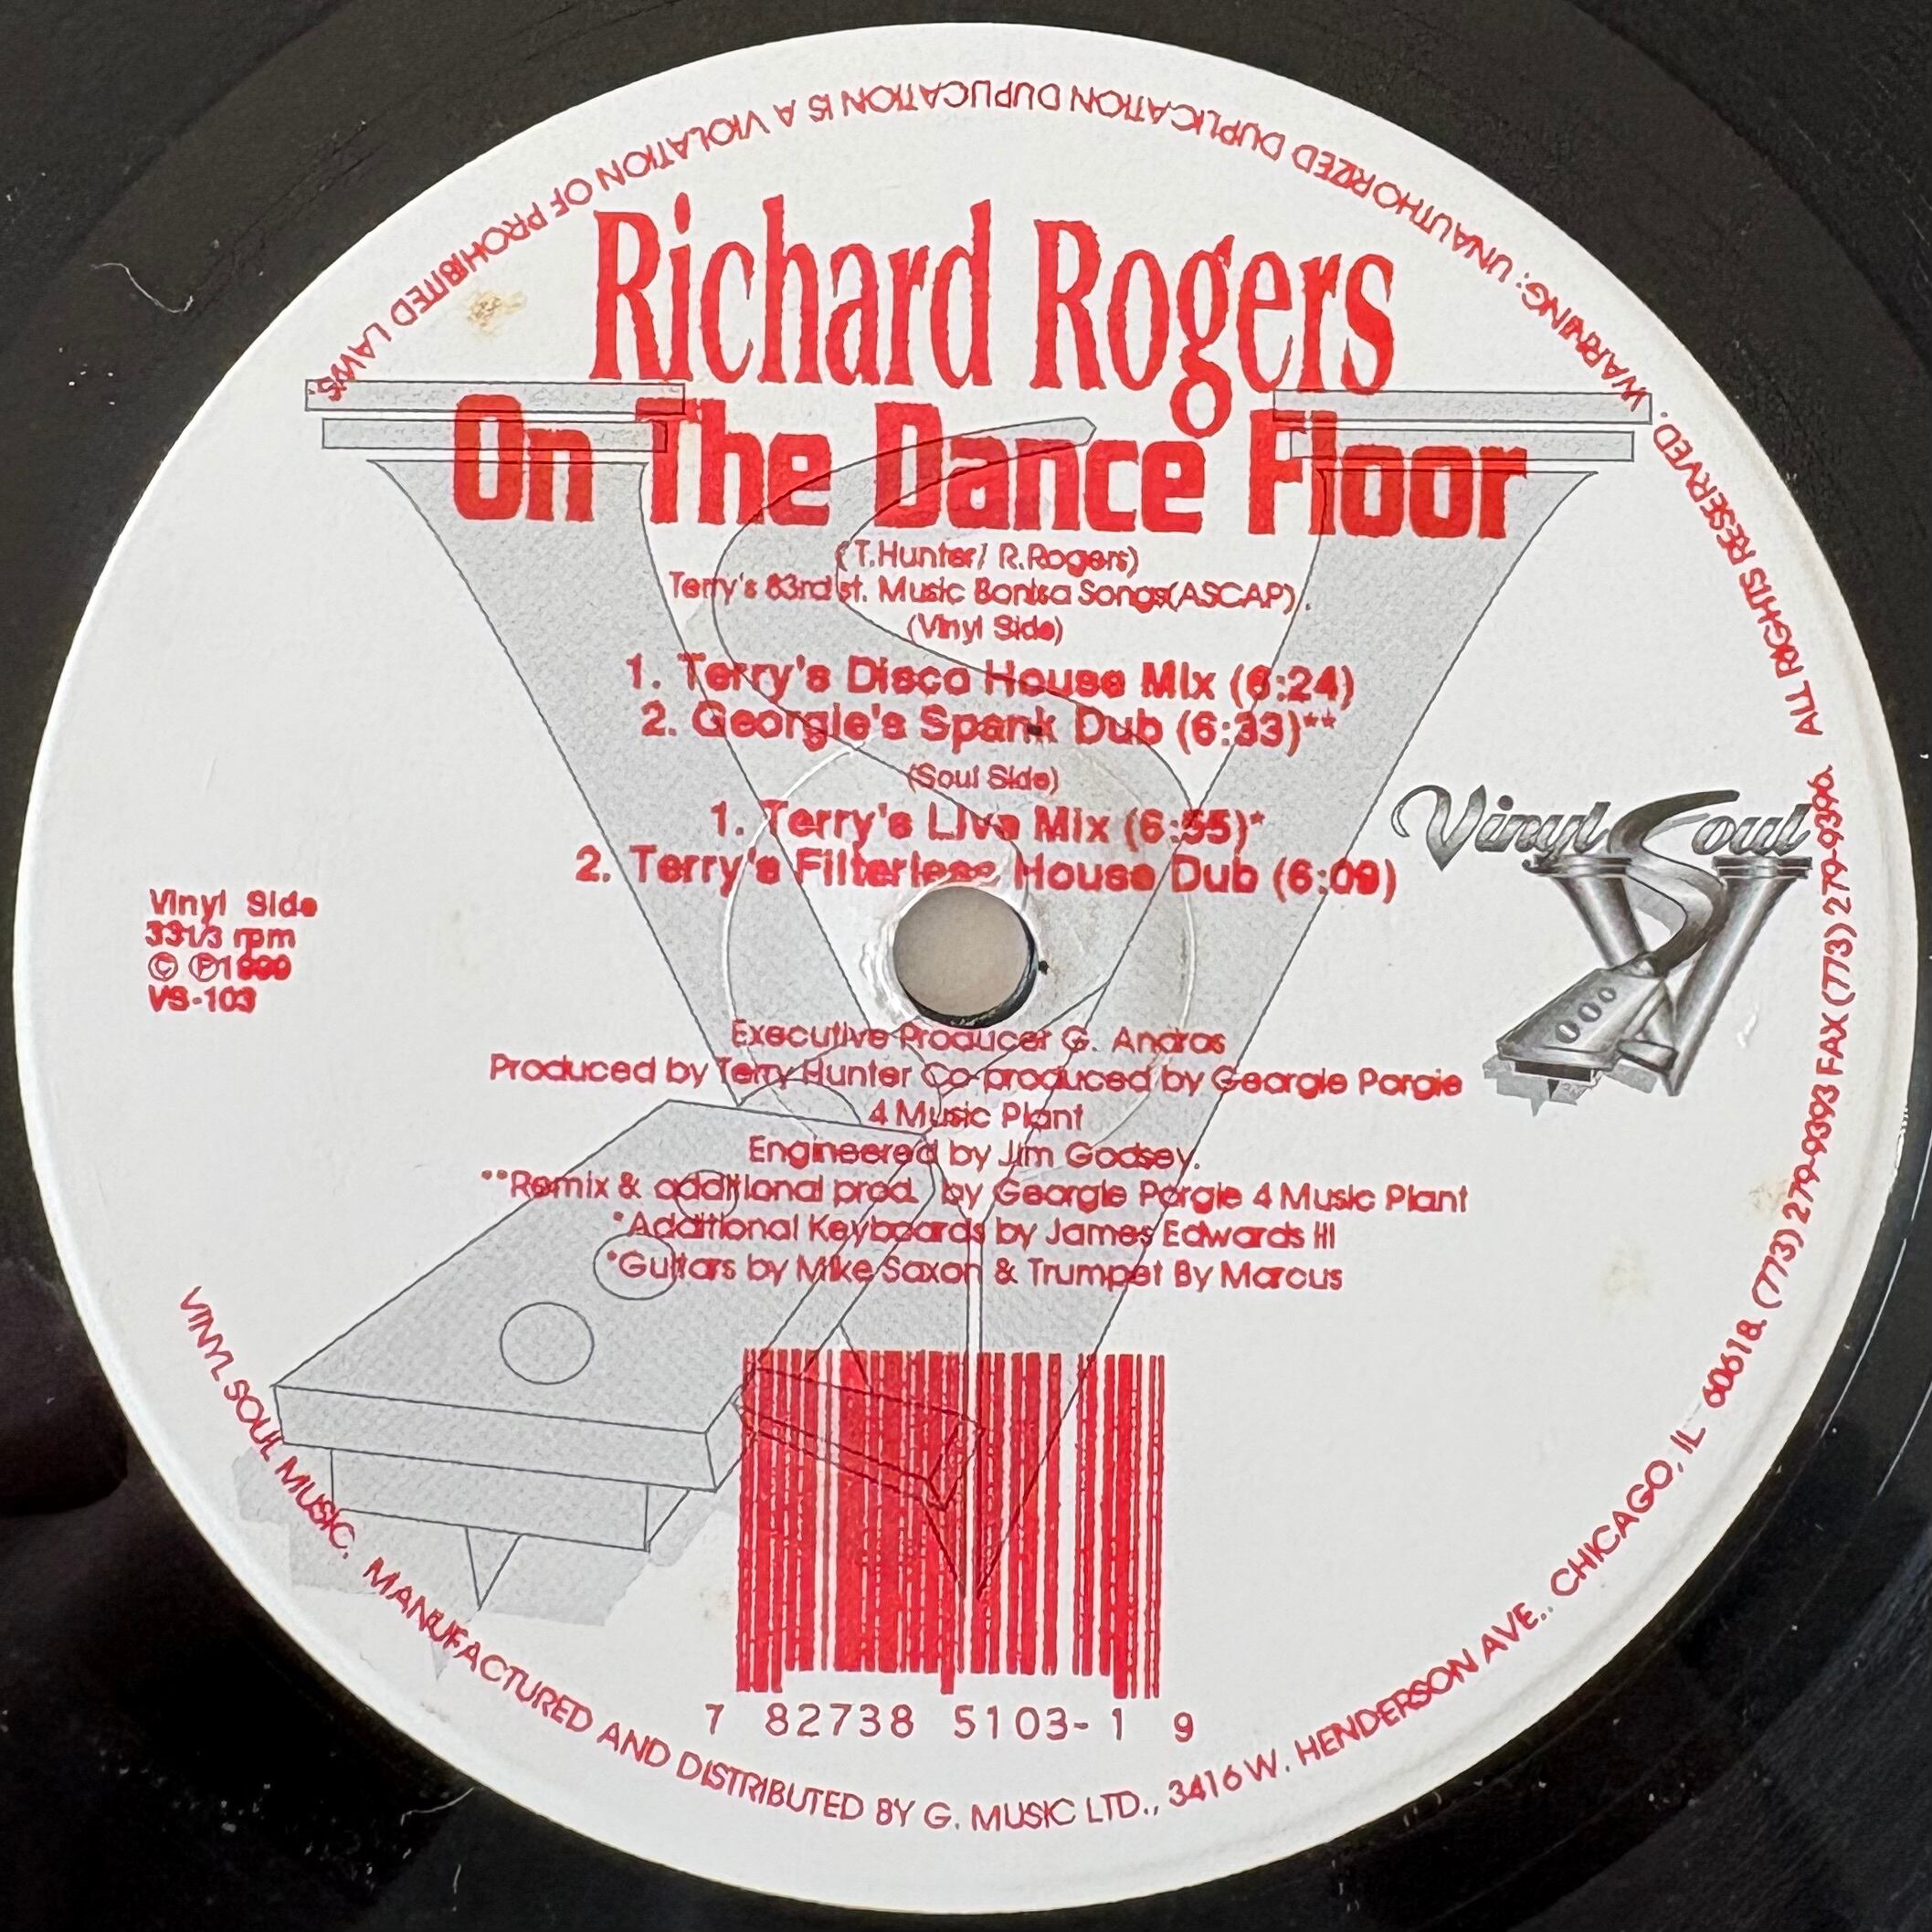 WARNING: UNAUTHORIZED DUPLICATION DUPLICATION IS A VIOLATION OF PROHIBITED LAWS.
Richard Rogers
On The Dance Floor
(T.Hunter/ R.Rogers)
Terry's 83rd st. Music Bontsa Songs(ASCAP).
(Vinyl Side)
1. Terry's Disco House Mix (6:24)
2. Georgie's Spank Dub (6:33)**
(Soul Side)
1. Terry's Live Mix (6:55)*
2. Terry's Filterless House Dub (6:09)
Vinyl Side
33 1/3 rpm
© ℗1999
VS-103
Vinyl Soul
Executive Producer G. Andros
Produced by Terry Hunter Co-produced by Georgie Porgie
4 Music Plant
Engineered by Jim Godsey.
**Remix & additional prod. by Georgie Porgie 4 Music Plant
*Additional Keyboards by James Edwards III
*Guitars by Mike Saxon & Trumpet By Marcus
7 82738 5103-1 9
VINYL SOUL MUSIC. MANUFACTURED AND DISTRIBUTED BY G. MUSIC LTD., 3416 W. HENDERSON AVE., CHICAGO, IL 60618 (773) 279-9393 FAX (773) 279-9396. ALL RIGHTS RESERVED.